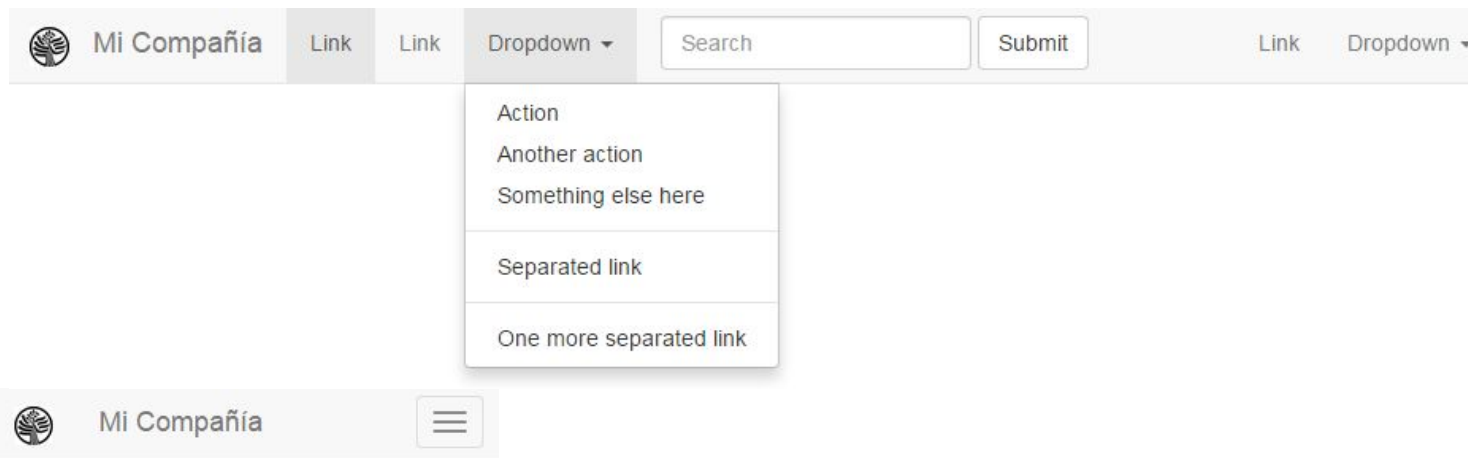 Mi Compañía Link Link Dropdown Search Submit Link Dropdown
Action
Another action
Something else here
Separated link
One more separated link
Mi Compañía